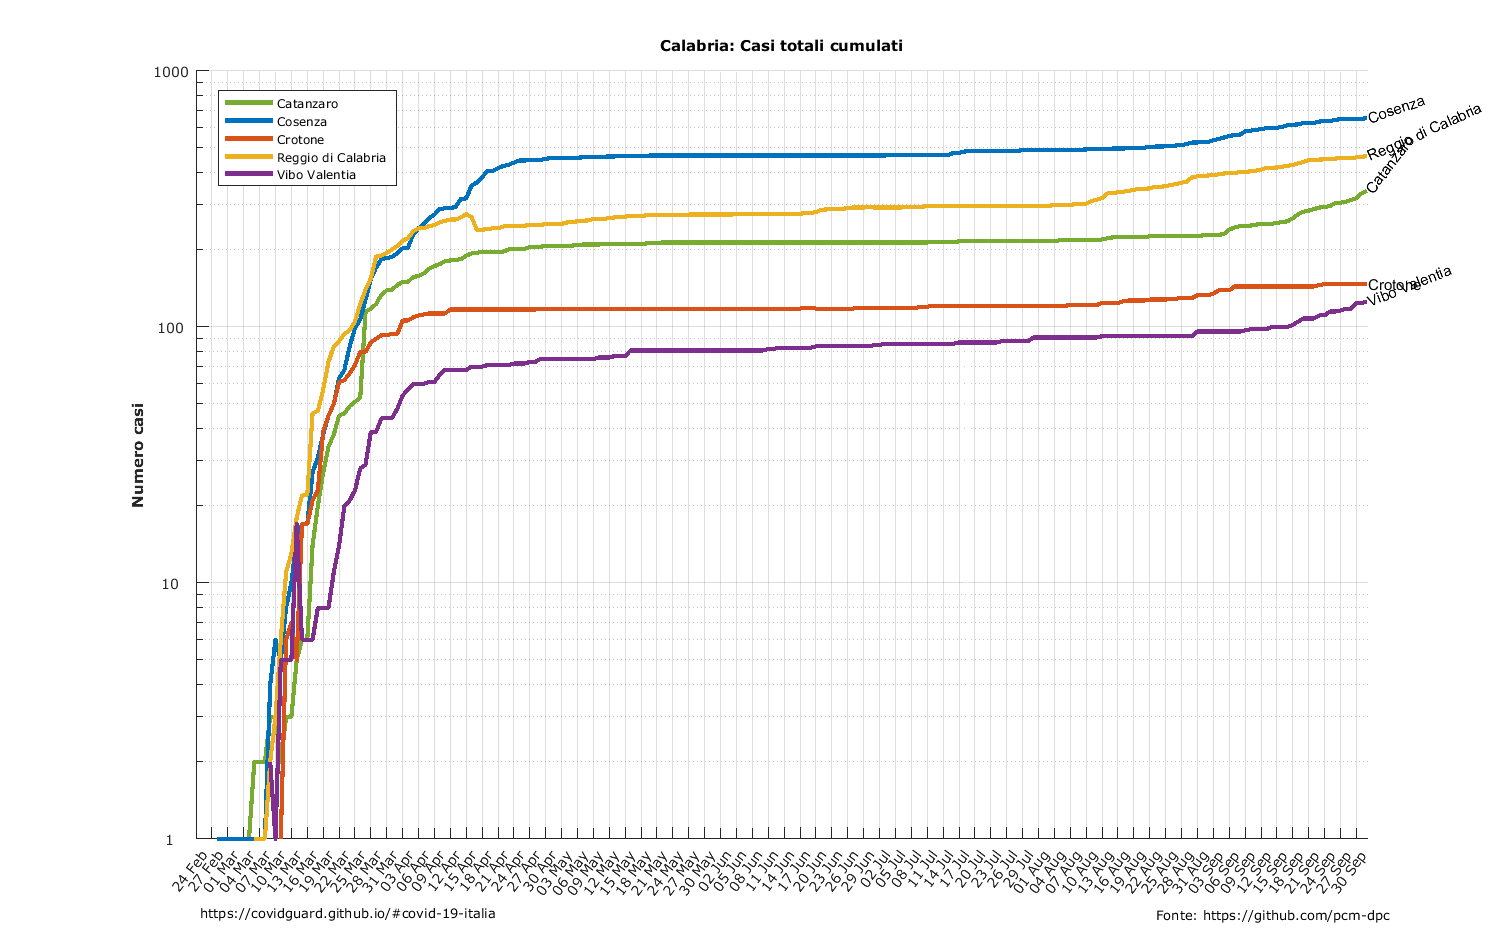 Calabria: Casi totali cumulati
1000
100
10
1
Numero casi
Catanzaro
Cosenza
Crotone
Reggio di Calabria
Vibo Valentia
Cosenza
Reggio di Calabria
Catanzaro
Crotone
Vibo Valentia
24 Feb
27 Feb
01 Mar
04 Mar
07 Mar
10 Mar
13 Mar
16 Mar
19 Mar
22 Mar
25 Mar
28 Mar
31 Mar
03 Apr
06 Apr
09 Apr
12 Apr
15 Apr
18 Apr
21 Apr
24 Apr
27 Apr
30 Apr
03 May
06 May
09 May
12 May
15 May
18 May
21 May
24 May
27 May
30 May
02 Jun
05 Jun
08 Jun
11 Jun
14 Jun
17 Jun
20 Jun
23 Jun
26 Jun
29 Jun
02 Jul
05 Jul
08 Jul
11 Jul
14 Jul
17 Jul
20 Jul
23 Jul
26 Jul
29 Jul
01 Aug
04 Aug
07 Aug
10 Aug
13 Aug
16 Aug
19 Aug
22 Aug
25 Aug
28 Aug
31 Aug
03 Sep
06 Sep
09 Sep
12 Sep
15 Sep
18 Sep
21 Sep
24 Sep
27 Sep
30 Sep
https://covidguard.github.io/#covid-19-italia
Fonte: https://github.com/pcm-dpc